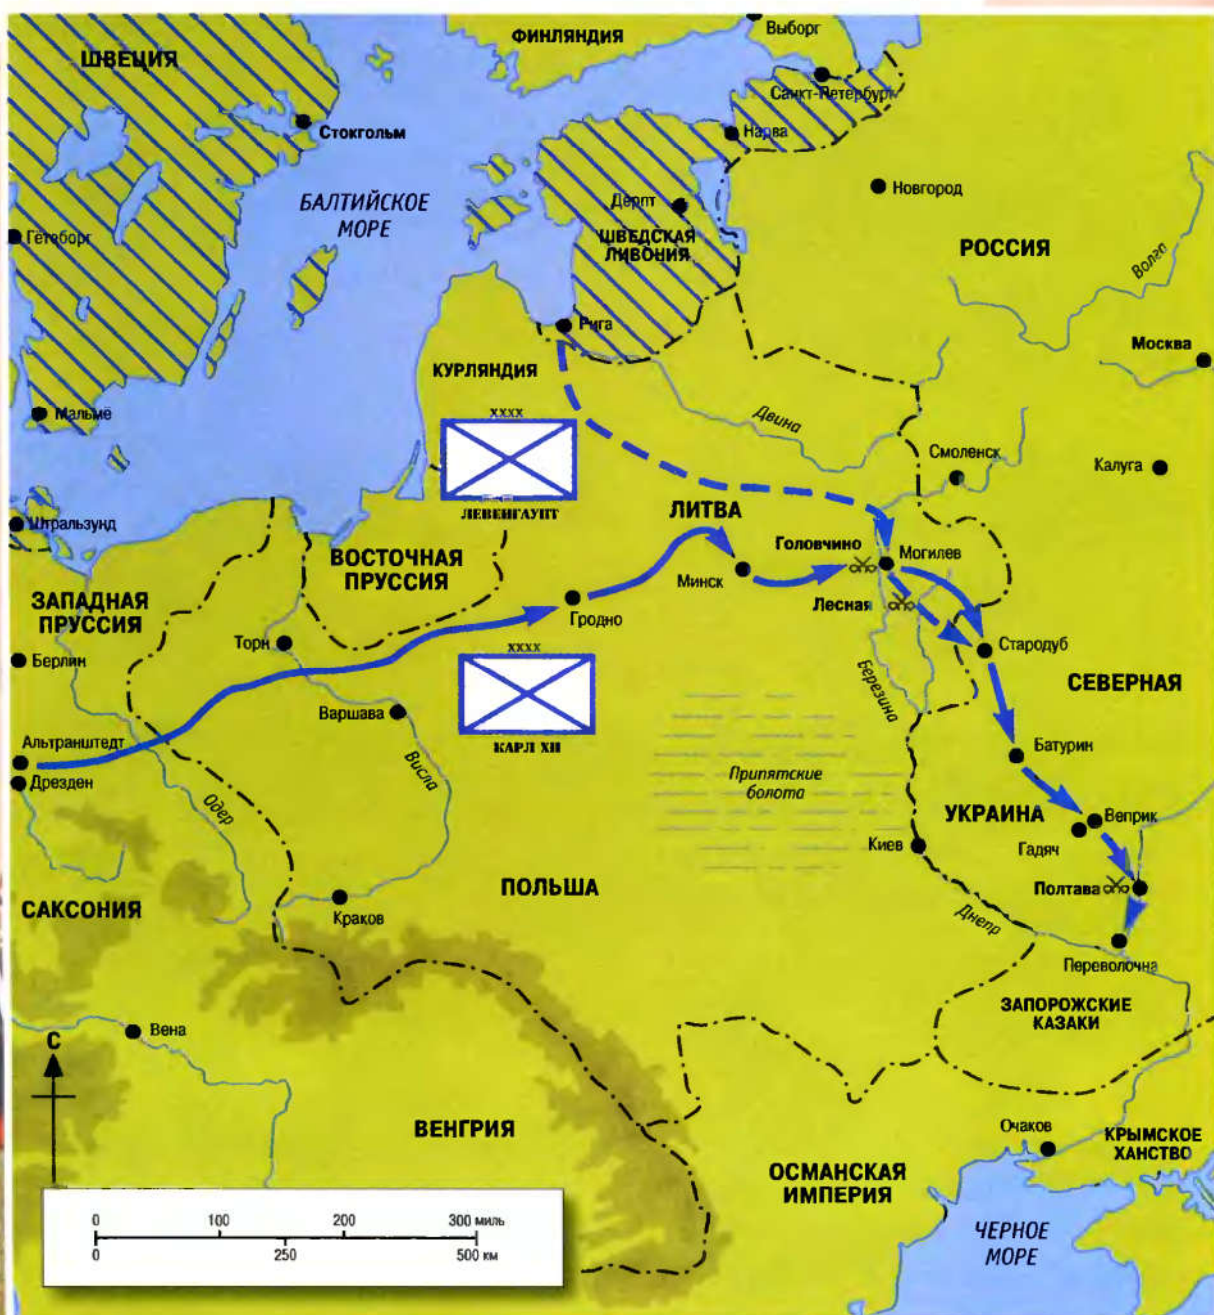 ФИНЛЯНДИЯ
Выборг
ШВЕЦИЯ
Санкт-Петербург
Стокгольм
Нарва
Новгород
БАЛТИЙСКОЕ
МОРЕ
Дерпт
ШВЕДСКАЯ
ЛИВОНИЯ
Гётеборг
РОССИЯ
Волга
Рига
Москва
КУРЛЯНДИЯ
Мальмё
XXXX
Двина
Смоленск
Калуга
ЛЕВЕНГАУПТ
ЛИТВА
Штральзунд
ВОСТОЧНАЯ
ПРУССИЯ
Головчино
Могилев
Минск
ЗАПАДНАЯ
ПРУССИЯ
Гродно
Лесная
Торн
Стародуб
Берлин
XXXX
СЕВЕРНАЯ
Березина
Варшава
КАРЛ XII
Альтранштедт
Дрезден
Висла
Батурин
Припятские
болота
Одер
УКРАИНА
Веприк
Гадяч
Киев
ПОЛЬША
Полтава
САКСОНИЯ
Краков
Днепр
Переволочна
ЗАПОРОЖСКИЕ
КАЗАКИ
Вена
С
ВЕНГРИЯ
Очаков
КРЫМСКОЕ
ХАНСТВО
ОСМАНСКАЯ
ИМПЕРИЯ
0 100 200 300 миль
0 250 500 км
ЧЕРНОЕ
МОРЕ